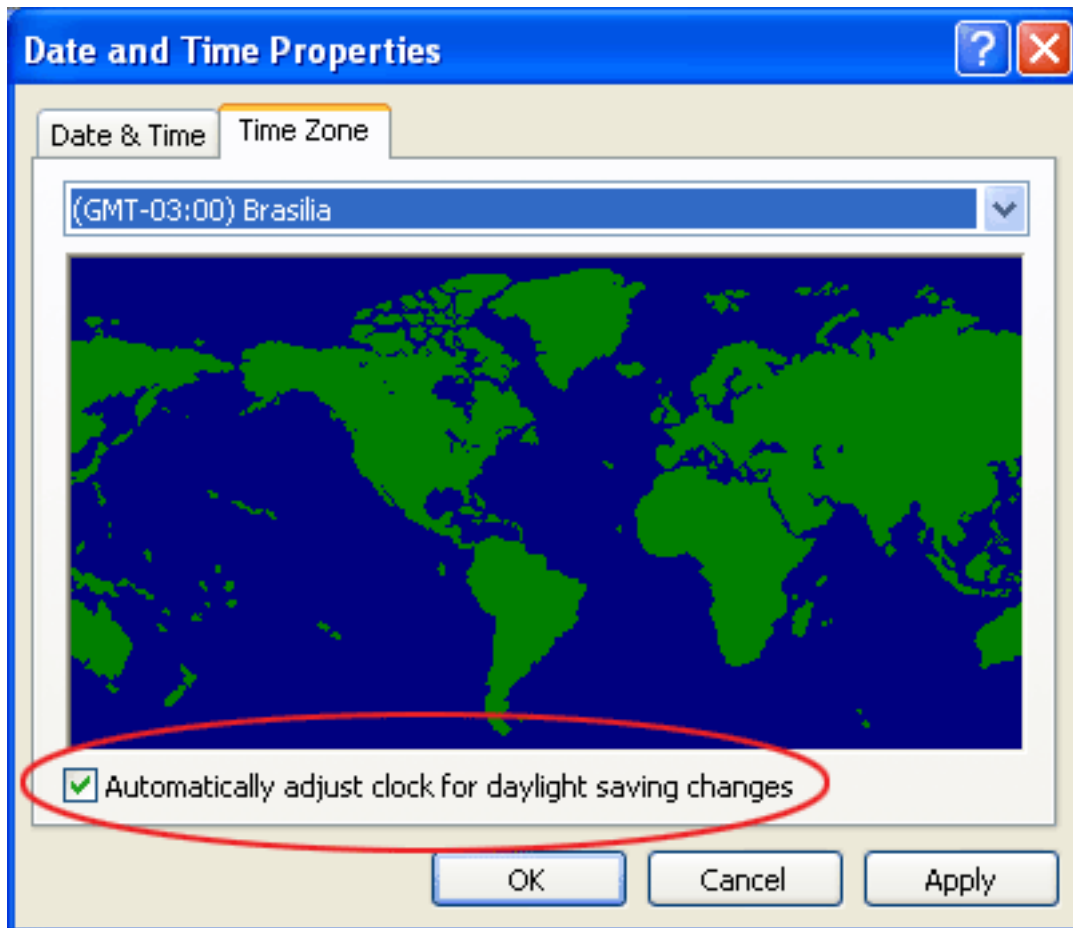 Date and Time Properties
Date & Time
Time Zone
(GMT-03:00) Brasilia
Automatically adjust clock for daylight saving changes
OK
Cancel
Apply